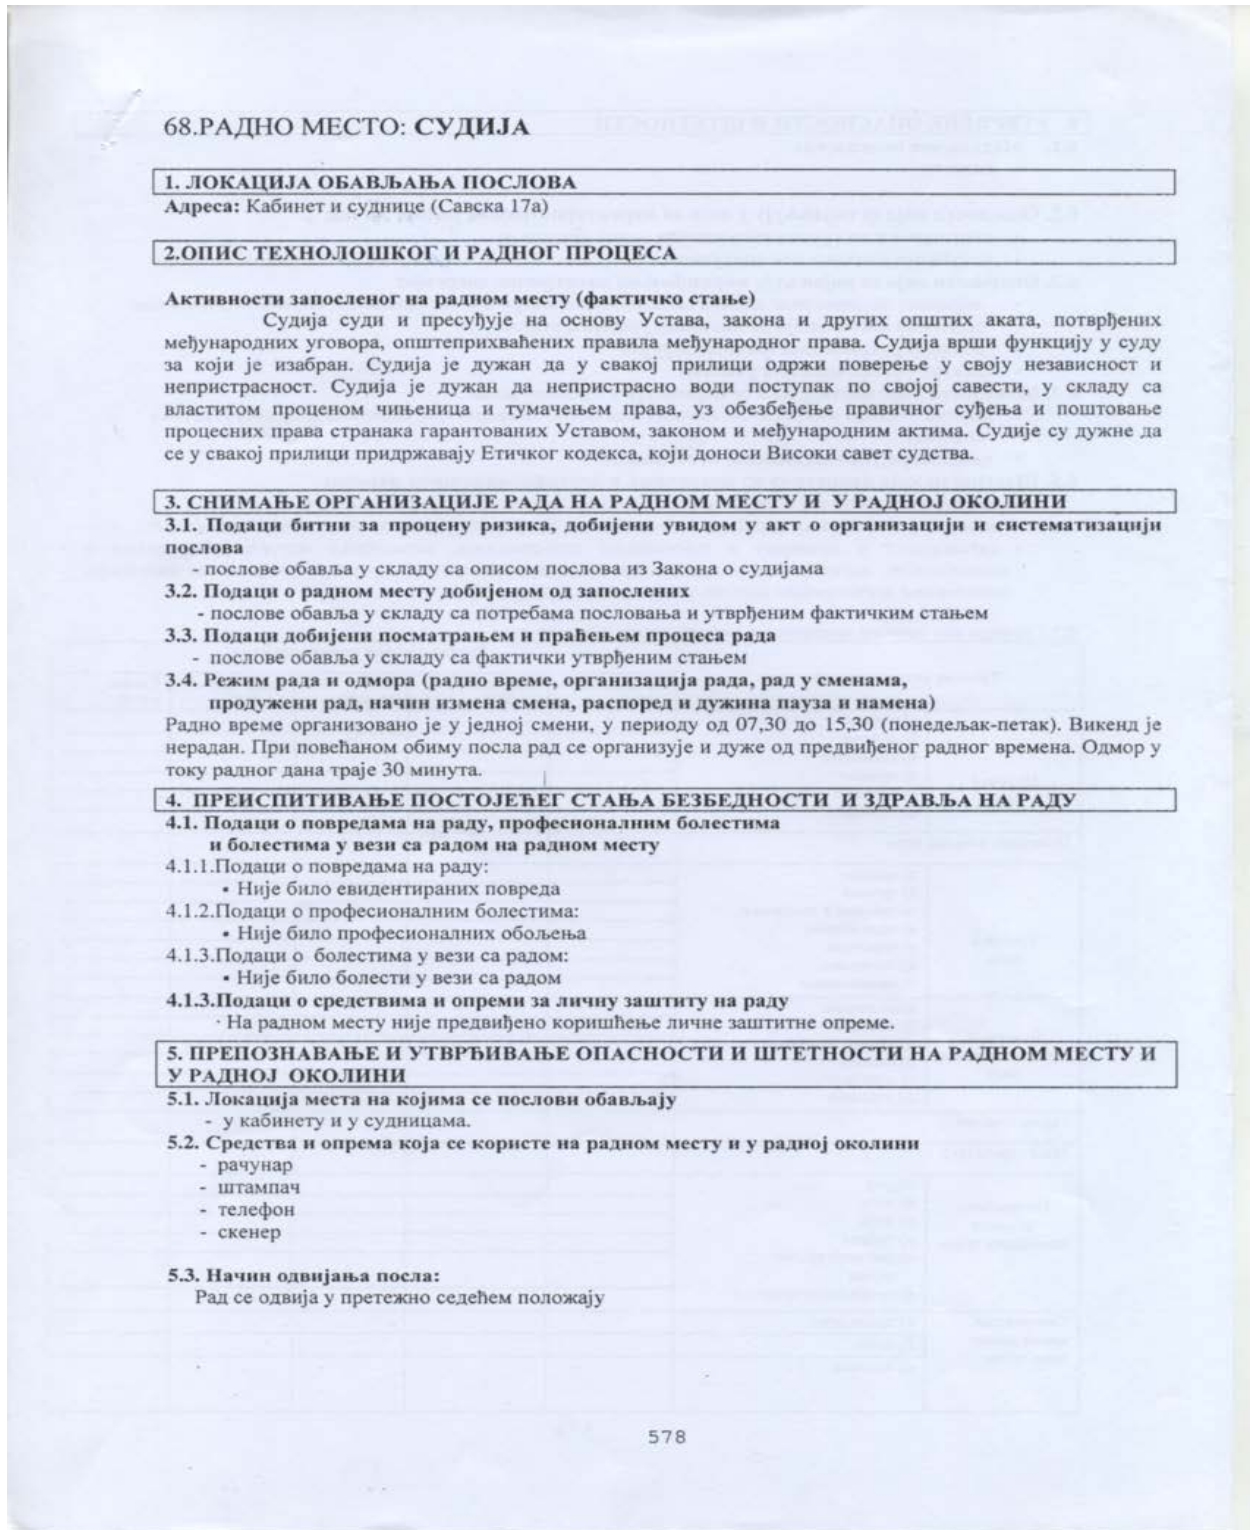 68.РАДНО МЕСТО: СУДИЈА
1. ЛОКАЦИЈА ОБАВЉАЊА ПОСЛОВА
Адреса: Кабинет и суднице (Савска 17а)
2.ОПИС ТЕХНОЛОШКОГ И РАДНОГ ПРОЦЕСА
Активности запосленог на радном месту (фактичко стање)
Судија суди и пресуђује на основу Устава, закона и других општих аката, потврђених
међународних уговора, општеприхваћених правила међународног права. Судија врши функцију у суду
за који је изабран. Судија је дужан да у свакој прилици одржи поверење у своју независност и
непристрасност. Судија је дужан да непристрасно води поступак по својој савести, у складу са
властитом проценом чињеница и тумачењем права, уз обезбеђење правичног суђења и поштовање
процесних права странака гарантованих Уставом, законом и међународним актима. Судије су дужне да
се у свакој прилици придржавају Етичког кодекса, који доноси Високи савет судства.
3. СНИМАЊЕ ОРГАНИЗАЦИЈЕ РАДА НА РАДНОМ МЕСТУ И У РАДНОЈ ОКОЛИНИ
3.1. Подаци битни за процену ризика, добијени увидом у акт о организацији и систематизацији
послова
- послове обавља у складу са описом послова из Закона о судијама
3.2. Подаци о радном месту добијеном од запослених
- послове обавља у складу са потребама пословања и утврђеним фактичким стањем
3.3. Подаци добијени посматрањем и праћењем процеса рада
- послове обавља у складу са фактички утврђеним стањем
3.4. Режим рада и одмора (радно време, организација рада, рад у сменама,
продужени рад, начин измена смена, распоред и дужина пауза и намена)
Радно време организовано је у једној смени, у периоду од 07,30 до 15,30 (понедељак-петак). Викенд је
нерадан. При повећаном обиму посла рад се организује и дуже од предвиђеног радног времена. Одмор у
току радног дана траје 30 минута.
4. ПРЕИСПИТИВАЊЕ ПОСТОЈЕЋЕГ СТАЊА БЕЗБЕДНОСТИ И ЗДРАВЉА НА РАДУ
4.1. Подаци о повредама на раду, професионалним болестима
и болестима у вези са радом на радном месту
4.1.1.Подаци о повредама на раду:
▪ Није било евидентираних повреда
4.1.2.Подаци о професионалним болестима:
▪ Није било професионалних обољења
4.1.3.Подаци о болестима у вези са радом:
▪ Није било болести у вези са радом
4.1.3.Подаци о средствима и опреми за личну заштиту на раду
· На радном месту није предвиђено коришћење личне заштитне опреме.
5. ПРЕПОЗНАВАЊЕ И УТВРЂИВАЊЕ ОПАСНОСТИ И ШТЕТНОСТИ НА РАДНОМ МЕСТУ И
У РАДНОЈ ОКОЛИНИ
5.1. Локација места на којима се послови обављају
- у кабинету и у судницама.
5.2. Средства и опрема која се користе на радном месту и у радној околини
- рачунар
- штампач
- телефон
- скенер
5.3. Начин одвијања посла:
Рад се одвија у претежно седећем положају
578